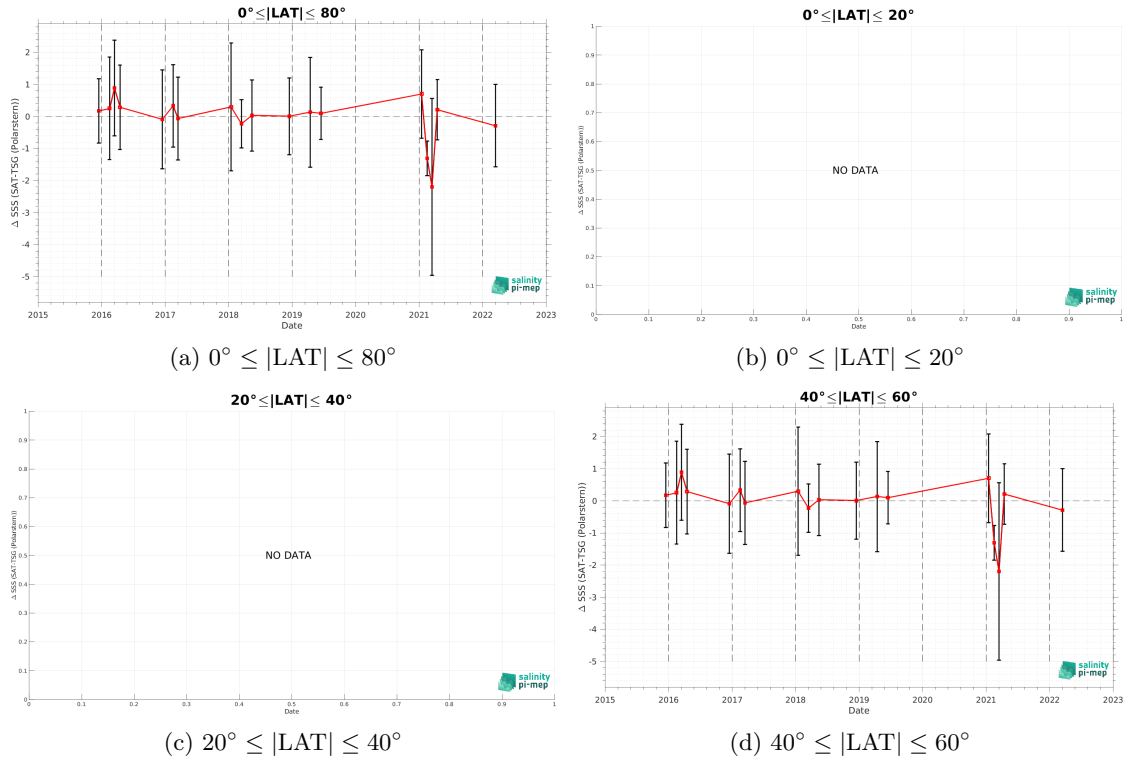 0°≤|LAT|≤ 80°
Δ SSS (SAT-TSG (Polarstern))
2
1
0
-1
-2
-3
-4
-5
2015 2016 2017 2018 2019 2020 2021 2022 2023
Date
salinity
pi-mep
(a) 0° ≤ |LAT| ≤ 80°
0°≤|LAT|≤ 20°
Δ SSS (SAT-TSG (Polarstern))
1
0.9
0.8
0.7
0.6
0.5
0.4
0.3
0.2
0.1
0
NO DATA
0 0.1 0.2 0.3 0.4 0.5 0.6 0.7 0.8 0.9 1
Date
salinity
pi-mep
(b) 0° ≤ |LAT| ≤ 20°
20°≤|LAT|≤ 40°
Δ SSS (SAT-TSG (Polarstern))
1
0.9
0.8
0.7
0.6
0.5
0.4
0.3
0.2
0.1
0
NO DATA
0 0.1 0.2 0.3 0.4 0.5 0.6 0.7 0.8 0.9 1
Date
salinity
pi-mep
(c) 20° ≤ |LAT| ≤ 40°
40°≤|LAT|≤ 60°
Δ SSS (SAT-TSG (Polarstern))
2
1
0
-1
-2
-3
-4
-5
2015 2016 2017 2018 2019 2020 2021 2022 2023
Date
salinity
pi-mep
(d) 40° ≤ |LAT| ≤ 60°